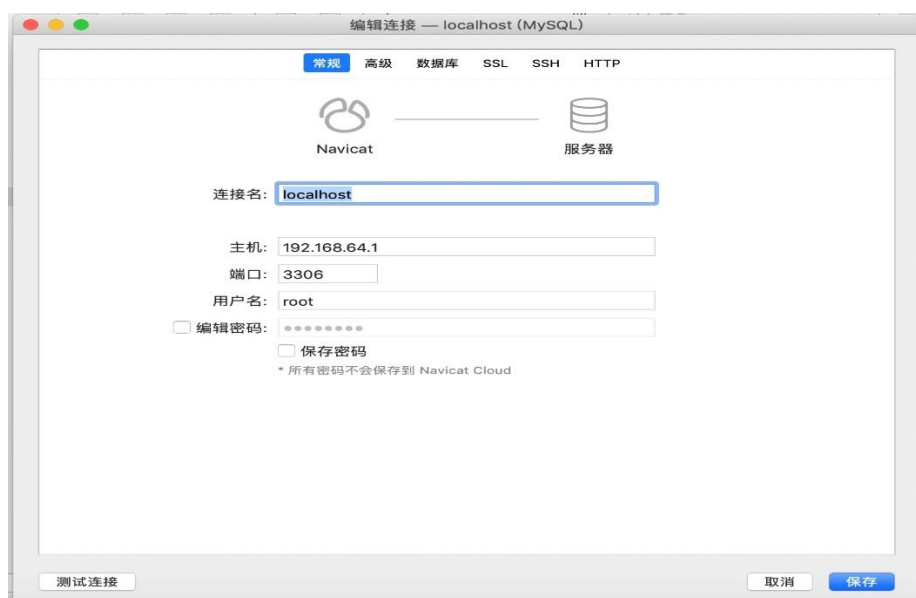 编辑连接 — localhost (MySQL)
常规 高级 数据库 SSL SSH HTTP
Navicat 服务器
连接名: localhost
主机: 192.168.64.1
端口: 3306
用户名: root
编辑密码: ●●●●●●●●
保存密码
* 所有密码不会保存到 Navicat Cloud
测试连接 取消 保存